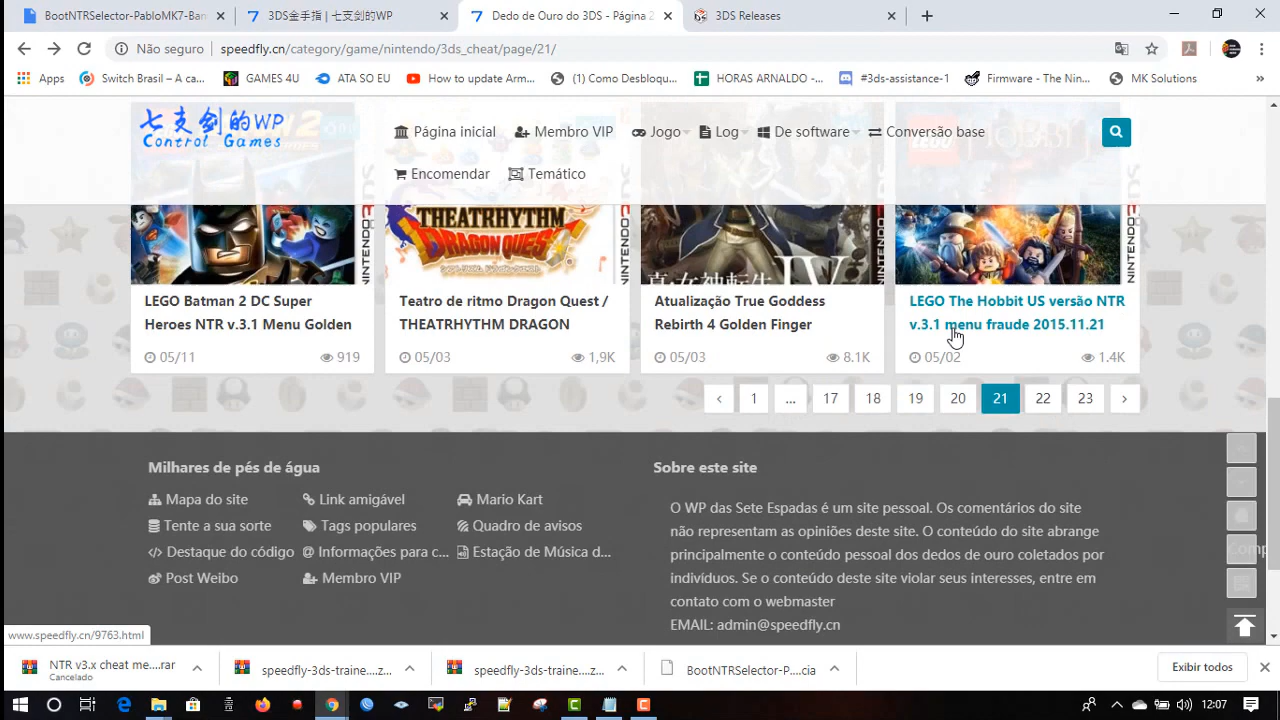 BootNTRSelector-PabloMK7-Ban
3DS金手指 | 七支剑的WP
Dedo de Ouro do 3DS - Página 2
3DS Releases
Não seguro
speedfly.cn/category/game/nintendo/3ds_cheat/page/21/
Apps
Switch Brasil – A ca...
GAMES 4U
ATA SO EU
How to update Arm...
(1) Como Desbloqu...
HORAS ARNALDO -...
#3ds-assistance-1
Firmware - The Nin...
MK Solutions
»
七支剑的WP
Control Games
Página inicial
Membro VIP
Jogo
Log
De software
Conversão base
Encomendar
Temático
THEATRHYTHM
DRAGON QUEST
真・女神転生 IV
LEGO Batman 2 DC Super
Heroes NTR v.3.1 Menu Golden
05/11
919
Teatro de ritmo Dragon Quest /
THEATRHYTHM DRAGON
05/03
1,9K
Atualização True Goddess
Rebirth 4 Golden Finger
05/03
8.1K
LEGO The Hobbit US versão NTR
v.3.1 menu fraude 2015.11.21
05/02
1.4K
‹ 1 ... 17 18 19 20 21 22 23 ›
Milhares de pés de água
Mapa do site
Link amigável
Mario Kart
Tente a sua sorte
Tags populares
Quadro de avisos
Destaque do código
Informações para c...
Estação de Música d...
Post Weibo
Membro VIP
Sobre este site
O WP das Sete Espadas é um site pessoal. Os comentários do site
não representam as opiniões deste site. O conteúdo do site abrange
principalmente o conteúdo pessoal dos dedos de ouro coletados por
indivíduos. Se o conteúdo deste site violar seus interesses, entre em
contato com o webmaster
EMAIL: admin@speedfly.cn
Comp
www.speedfly.cn/9763.html
NTR v3.x cheat me....rar
Cancelado
speedfly-3ds-traine....z...
speedfly-3ds-traine....z...
BootNTRSelector-P....cia
Exibir todos
12:07